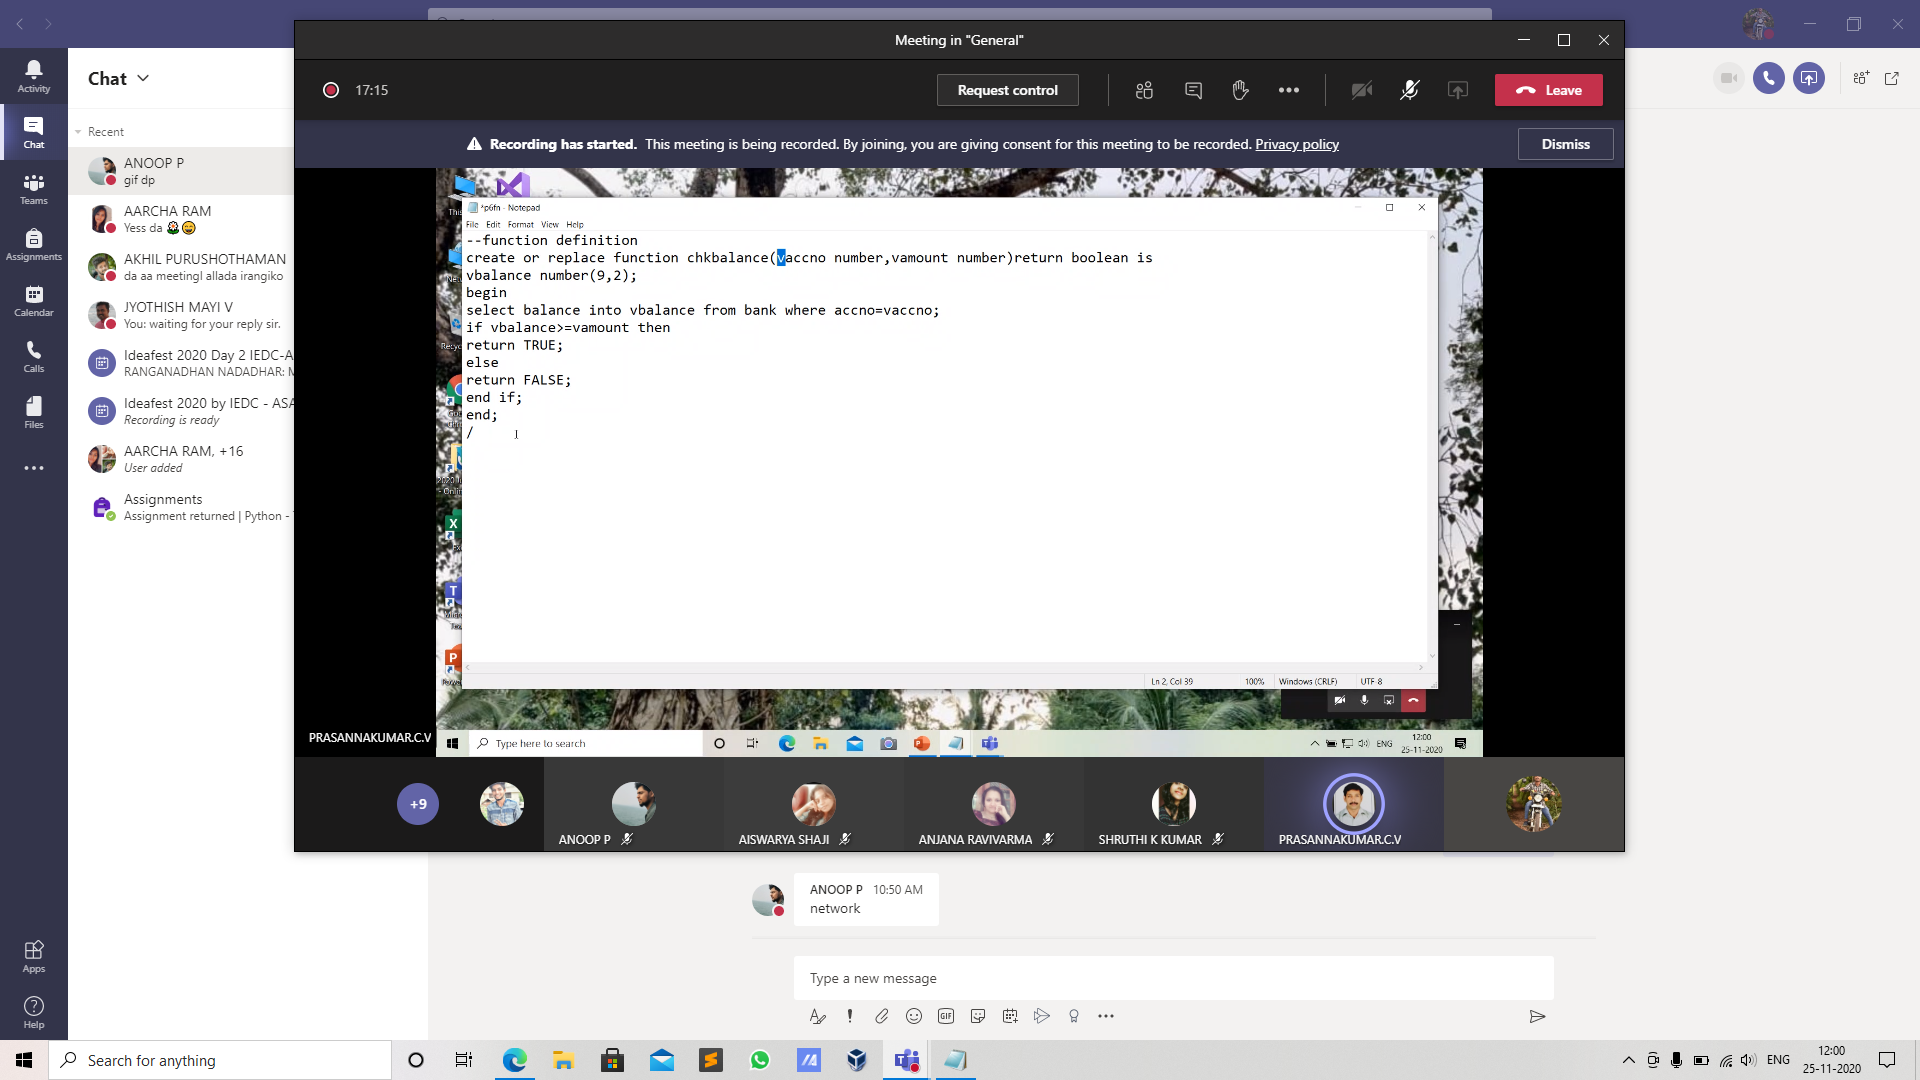 Meeting in "General"
17:15
Request control
Leave
Recording has started. This meeting is being recorded. By joining, you are giving consent for this meeting to be recorded. Privacy policy
Dismiss
Activity
Chat
Teams
Assignments
Calendar
Calls
Files
Apps
Help
Chat
Recent
ANOOP P
gif dp
AARCHA RAM
Yess da
AKHIL PURUSHOTHAMAN
da aa meetingl allada irangiko
JYOTHISH MAYI V
You: waiting for your reply sir.
Ideafest 2020 Day 2 IEDC-A
RANGANADHAN NADADHAR: M
Ideafest 2020 by IEDC - ASA
Recording is ready
AARCHA RAM, +16
User added
Assignments
Assignment returned | Python -
*p6fn - Notepad
File Edit Format View Help
--function definition
create or replace function chkbalance(vaccno number,vamount number)return boolean is
vbalance number(9,2);
begin
select balance into vbalance from bank where accno=vaccno;
if vbalance>=vamount then
return TRUE;
else
return FALSE;
end if;
end;
/
Ln 2, Col 39
100%
Windows (CRLF)
UTF-8
PRASANNAKUMAR.C.V
Type here to search
ENG
12:00
25-11-2020
+9
ANOOP P
AISWARYA SHAJI
ANJANA RAVIVARMA
SHRUTHI K KUMAR
PRASANNAKUMAR.C.V
ANOOP P 10:50 AM
network
Type a new message
GIF
Search for anything
ENG
12:00
25-11-2020